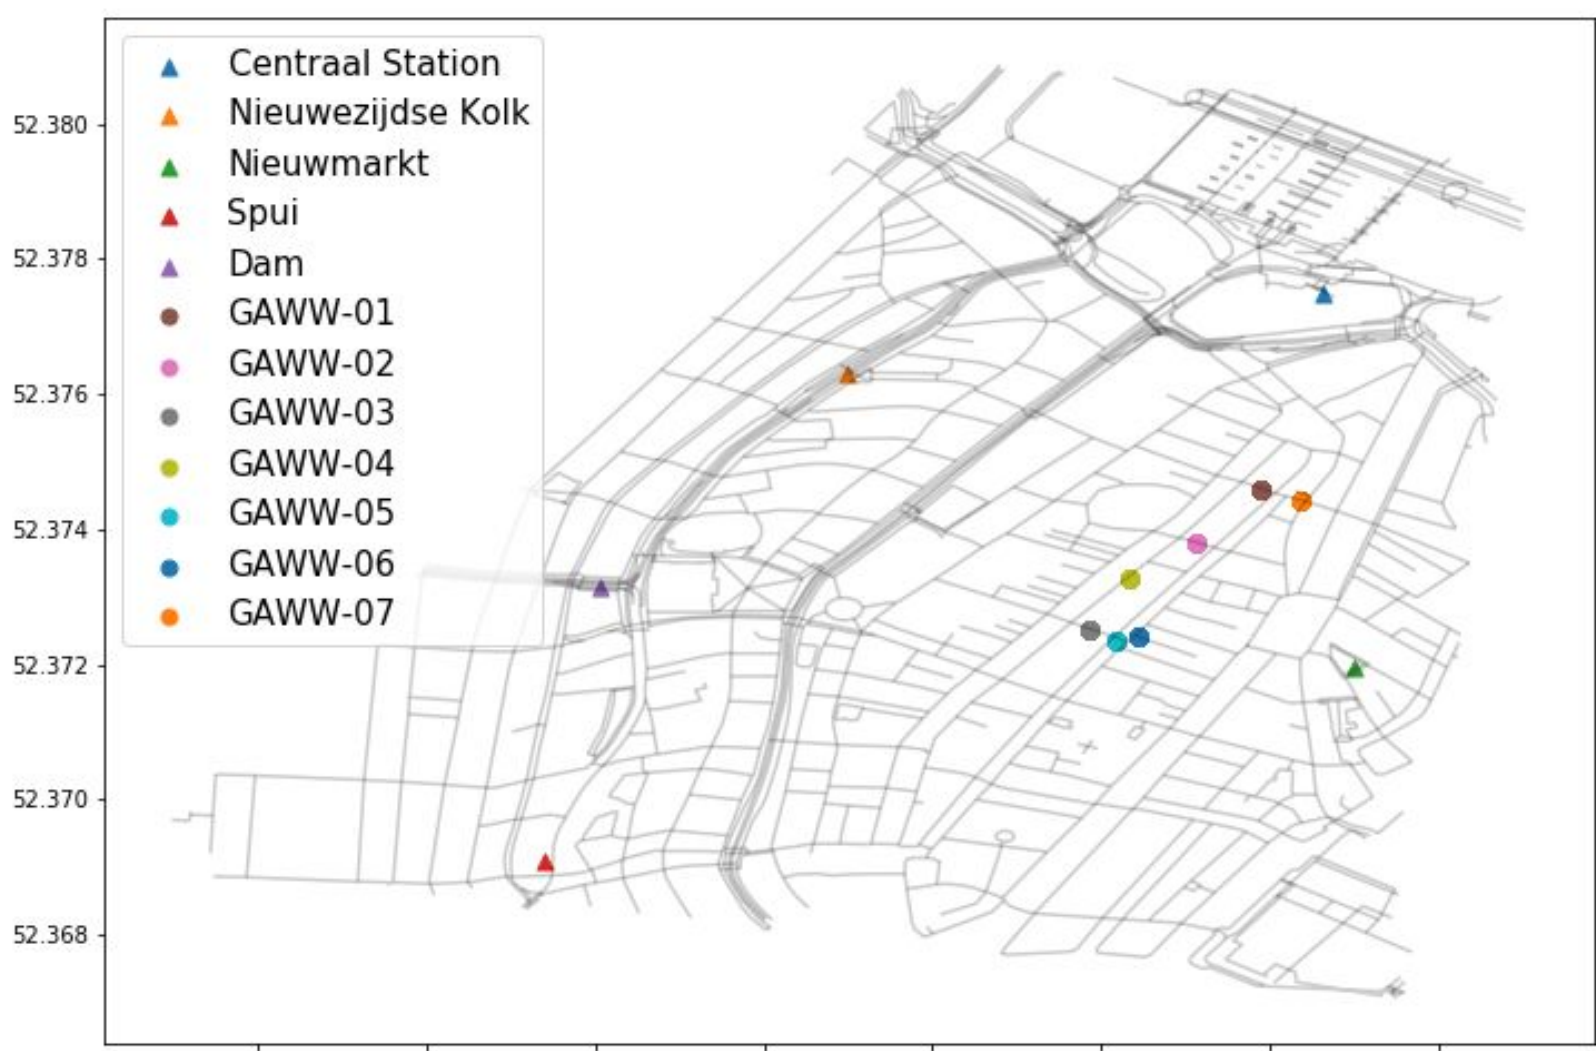 Centraal Station
Nieuwezijdse Kolk
Nieuwmarkt
Spui
Dam
GAWW-01
GAWW-02
GAWW-03
GAWW-04
GAWW-05
GAWW-06
GAWW-07
52.380
52.378
52.376
52.374
52.372
52.370
52.368